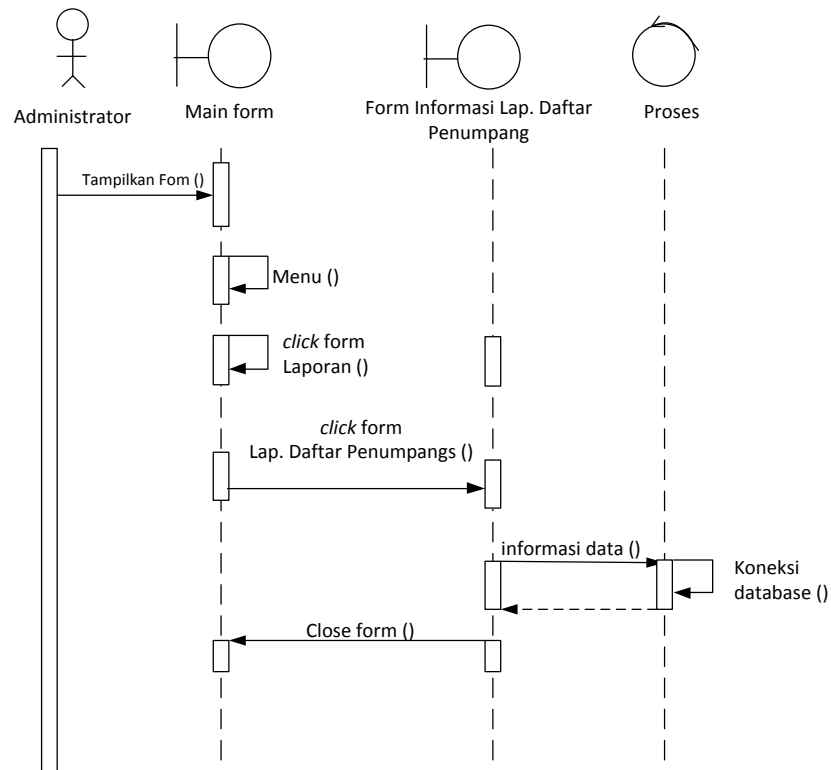 Administrator
Main form
Form Informasi Lap. Daftar
Penumpang
Proses
Tampilkan Fom ()
Menu ()
click form
Laporan ()
click form
Lap. Daftar Penumpangs ()
informasi data ()
Koneksi
database ()
Close form ()